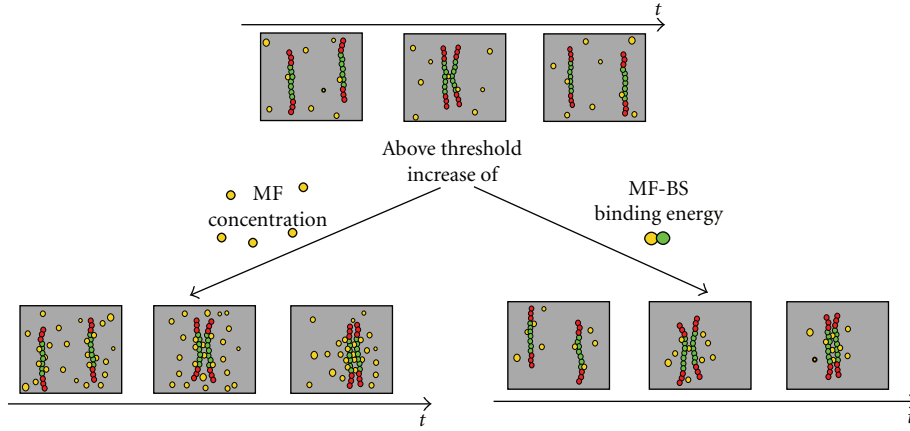 t
Above threshold
increase of
MF
concentration
MF-BS
binding energy
t
t